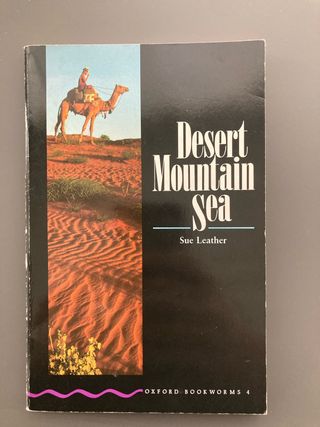 Desert
Mountain
Sea
Sue Leather
OXFORD BOOKWORMS 4